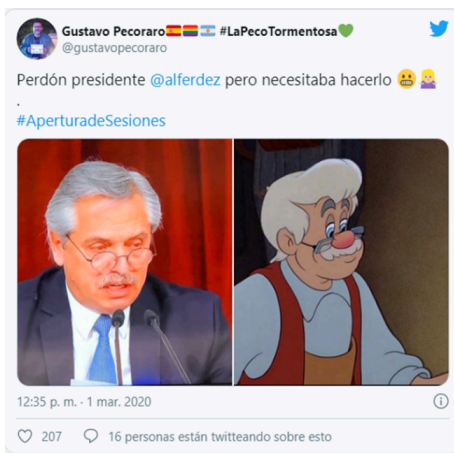 Gustavo Pecoraro🇪🇸🏳️‍🌈🇦🇷 #LaPecoTormentosa💚
@gustavopecoraro
Perdón presidente @alferdez pero necesitaba hacerlo 😬🤷🏼‍♀️
.
#AperturadeSesiones
12:35 p. m. · 1 mar. 2020
207 16 personas están twitteando sobre esto